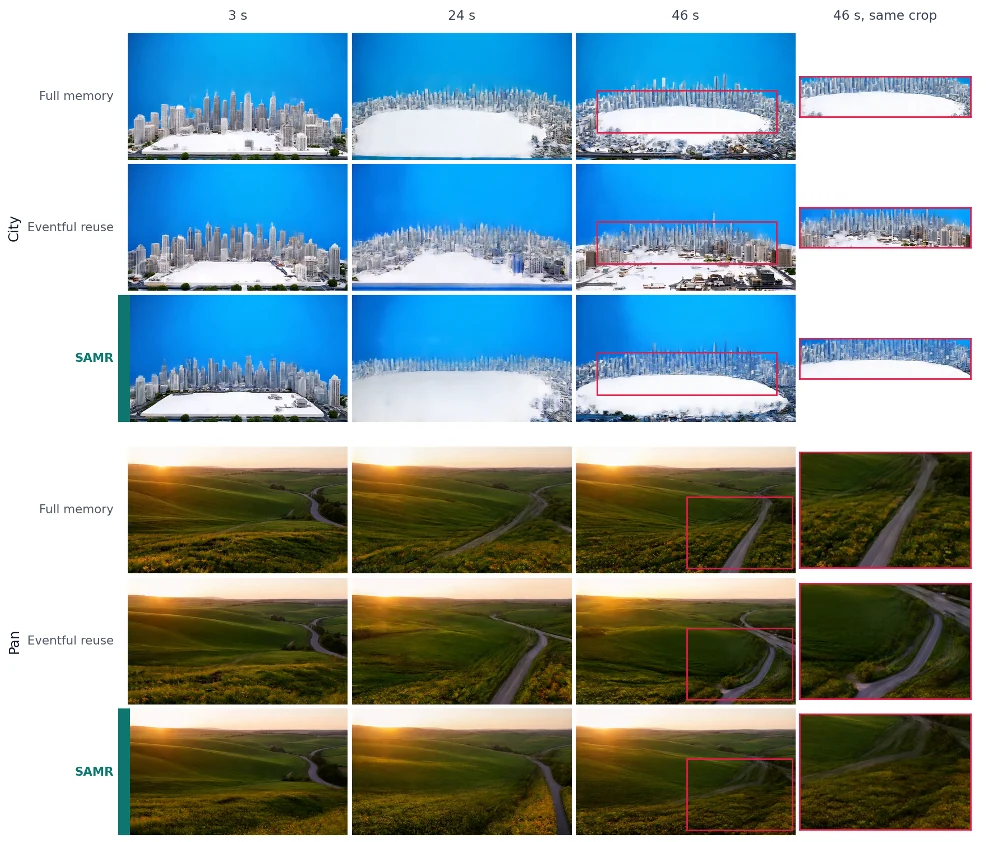 3 s
24 s
46 s
46 s, same crop
City
Full memory
Eventful reuse
SAMR
Pan
Full memory
Eventful reuse
SAMR